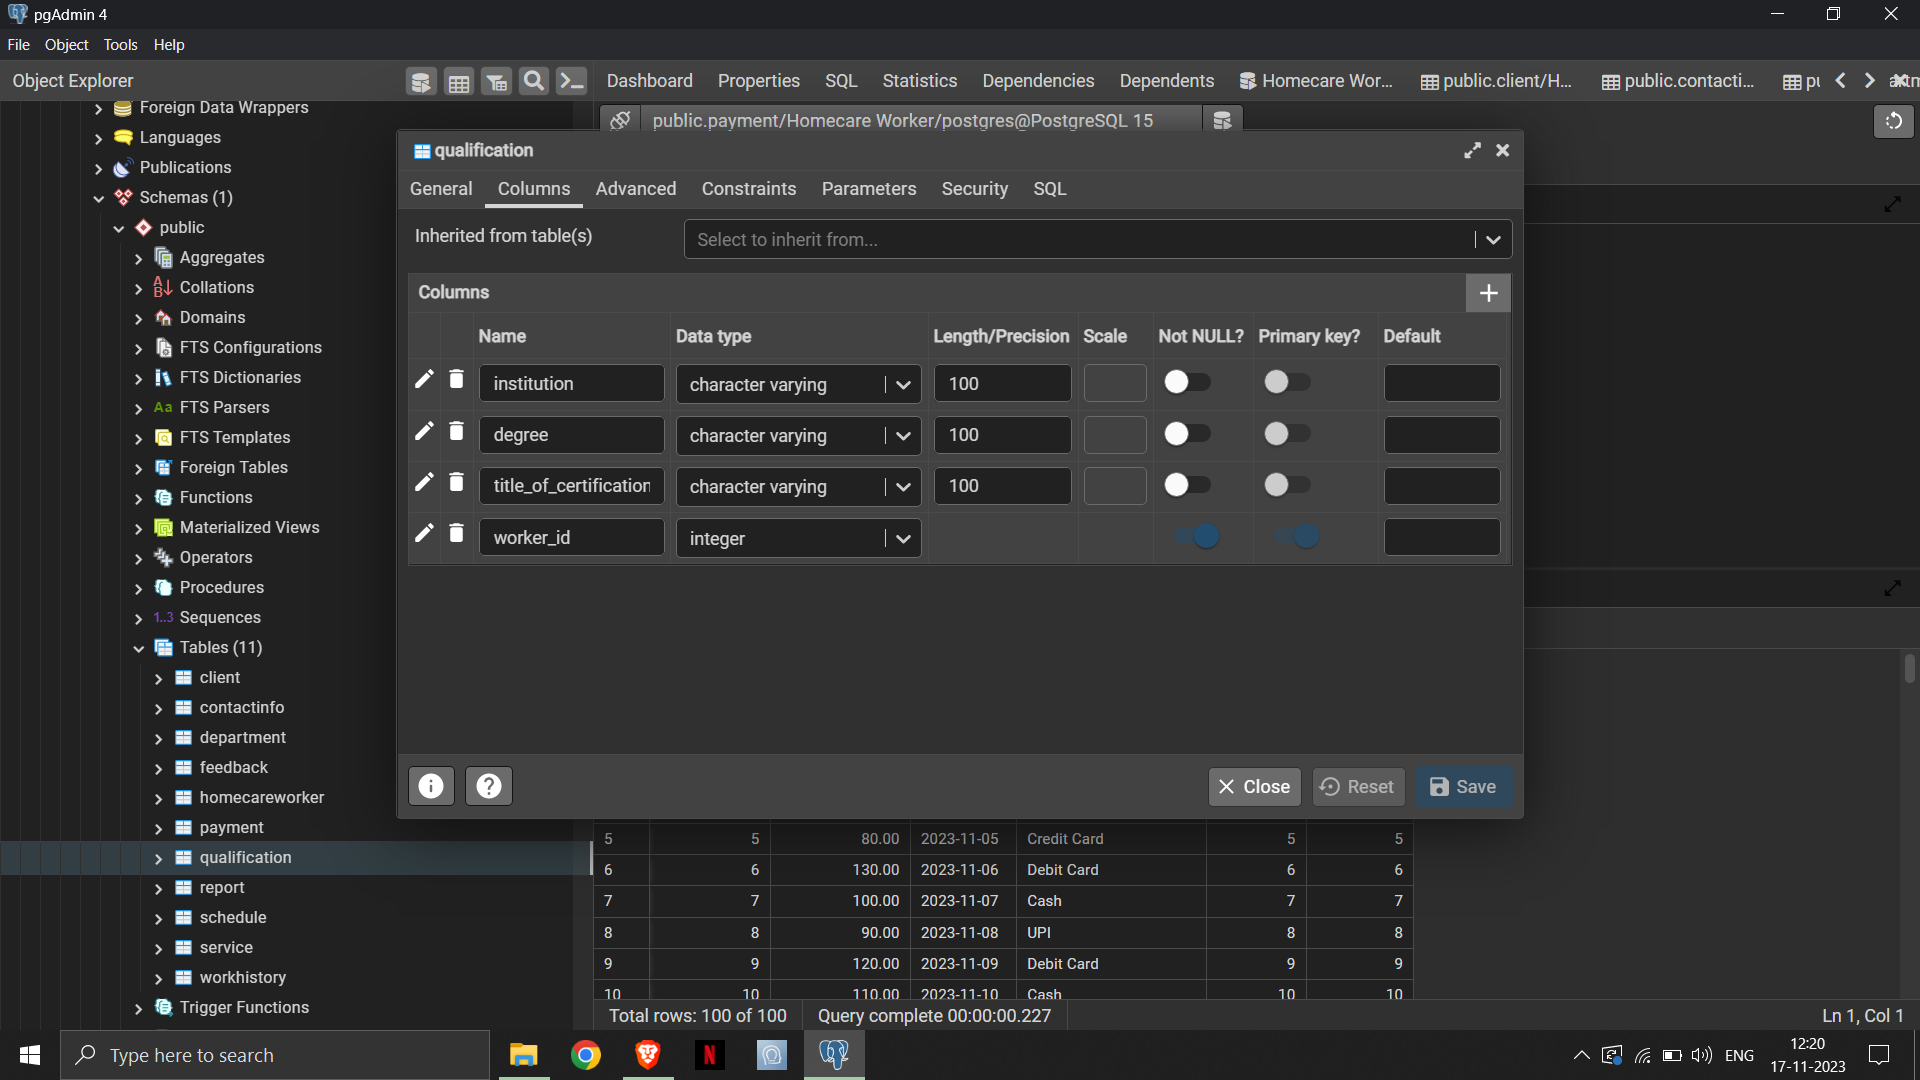 pgAdmin 4
File Object Tools Help
Object Explorer
Dashboard Properties SQL Statistics Dependencies Dependents Homecare Wor... public.client/H... public.contacti...
public.payment/Homecare Worker/postgres@PostgreSQL 15
Foreign Data Wrappers
Languages
Publications
Schemas (1)
public
Aggregates
Collations
Domains
FTS Configurations
FTS Dictionaries
Aa FTS Parsers
FTS Templates
Foreign Tables
Functions
Materialized Views
Operators
Procedures
1..3 Sequences
Tables (11)
client
contactinfo
department
feedback
homecareworker
payment
qualification
report
schedule
service
workhistory
Trigger Functions
qualification
General Columns Advanced Constraints Parameters Security SQL
Inherited from table(s) Select to inherit from...
Columns
Name Data type Length/Precision Scale Not NULL? Primary key? Default
institution character varying 100
degree character varying 100
title_of_certification character varying 100
worker_id integer
Close Reset Save
5 5 80.00 2023-11-05 Credit Card 5 5
6 6 130.00 2023-11-06 Debit Card 6 6
7 7 100.00 2023-11-07 Cash 7 7
8 8 90.00 2023-11-08 UPI 8 8
9 9 120.00 2023-11-09 Debit Card 9 9
10 10 110.00 2023-11-10 Cash 10 10
Total rows: 100 of 100 Query complete 00:00:00.227 Ln 1, Col 1
Type here to search
ENG
12:20
17-11-2023